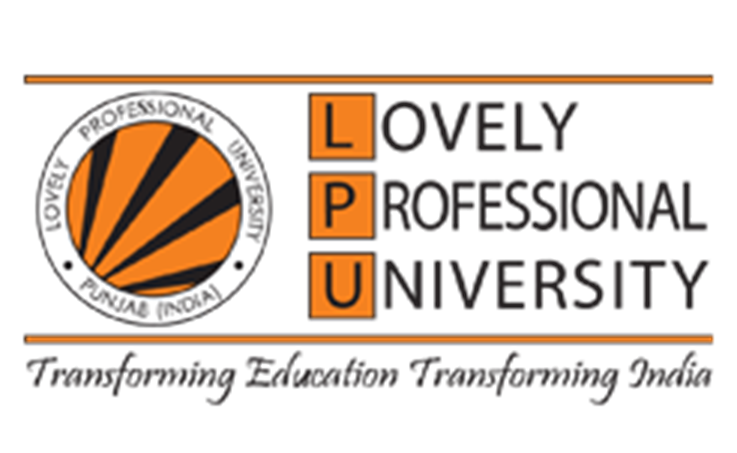 LOVELY PROFESSIONAL UNIVERSITY
• PUNJAB (INDIA) •
LOVELY
PROFESSIONAL
UNIVERSITY
Transforming Education Transforming India